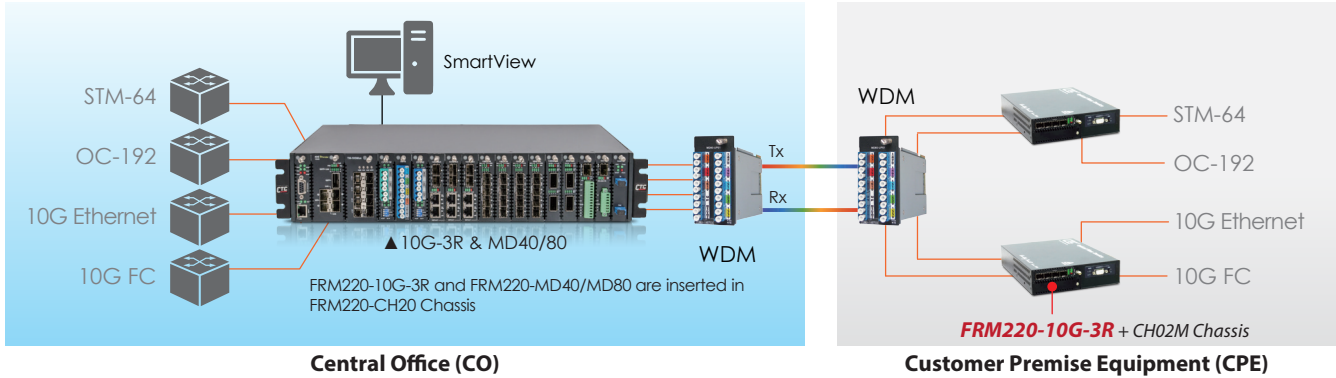 SmartView
STM-64
OC-192
10G Ethernet
10G FC
▲10G-3R & MD40/80
FRM220-10G-3R and FRM220-MD40/MD80 are inserted in
FRM220-CH20 Chassis
CTC
WDM
Tx
Rx
WDM
STM-64
OC-192
10G Ethernet
10G FC
FRM220-10G-3R + CH02M Chassis
Central Office (CO)
Customer Premise Equipment (CPE)